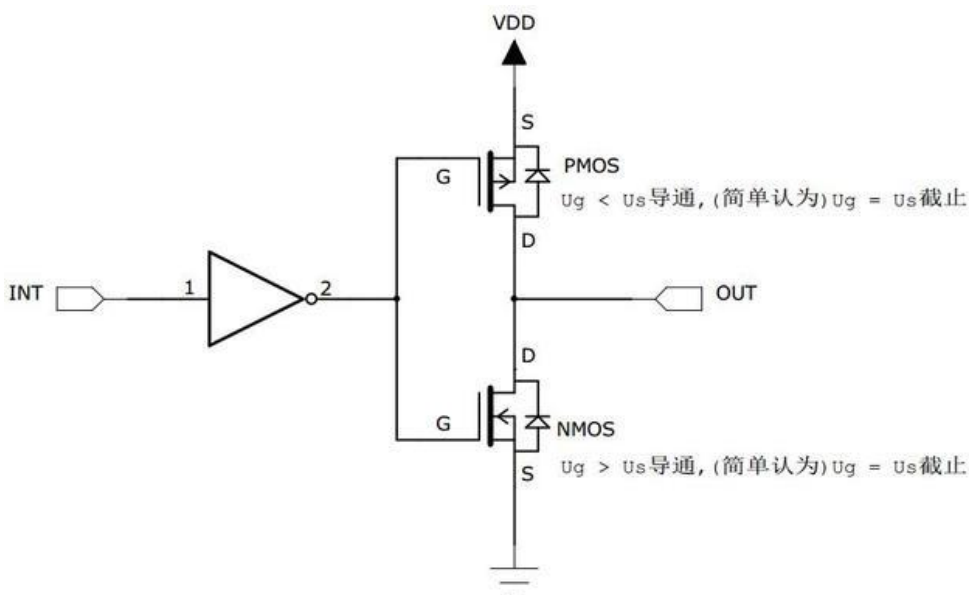 VDD
S
PMOS
G
Ug < Us导通,(简单认为)Ug = Us截止
D
INT
1
2
OUT
D
G
NMOS
S
Ug > Us导通,(简单认为)Ug = Us截止